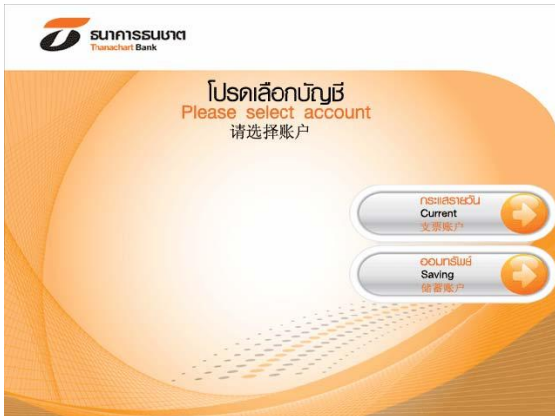 ธนาคารธนชาต
Thanachart Bank
โปรดเลือกบัญชี
Please select account
请选择账户
กระแสรายวัน
Current
支票账户
ออมทรัพย์
Saving
储蓄账户